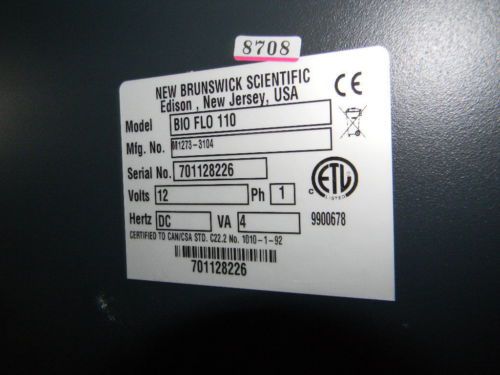 8708
NEW BRUNSWICK SCIENTIFIC
Edison , New Jersey, USA
CE
Model BIO FLO 110
Mfg. No. M1273-3104
Serial No. 701128226
Volts 12 Ph 1
Hertz DC VA 4
C ETL
LISTED
9900678
CERTIFIED TO CAN/CSA STD. C22.2 No. 1010-1-92
701128226